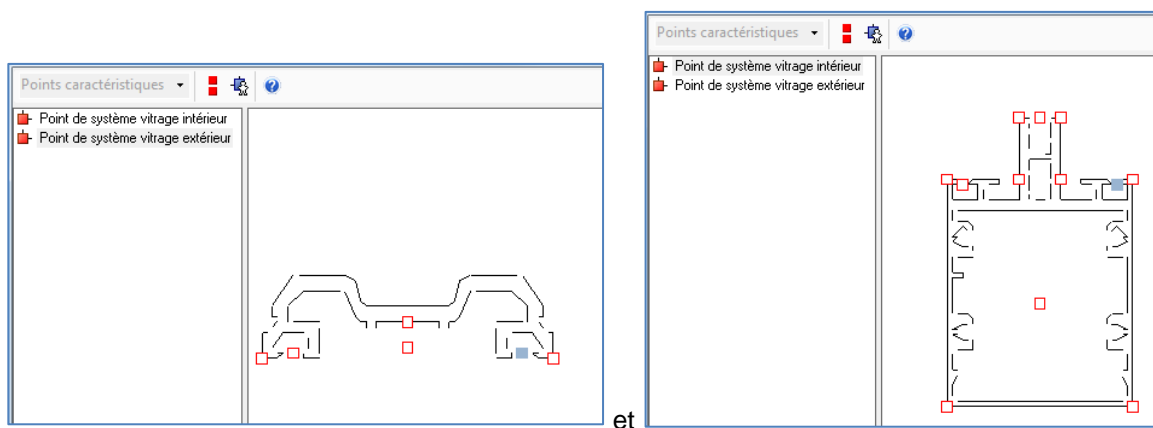 Points caractéristiques
Point de système vitrage intérieur
Point de système vitrage extérieur
et
Points caractéristiques
Point de système vitrage intérieur
Point de système vitrage extérieur